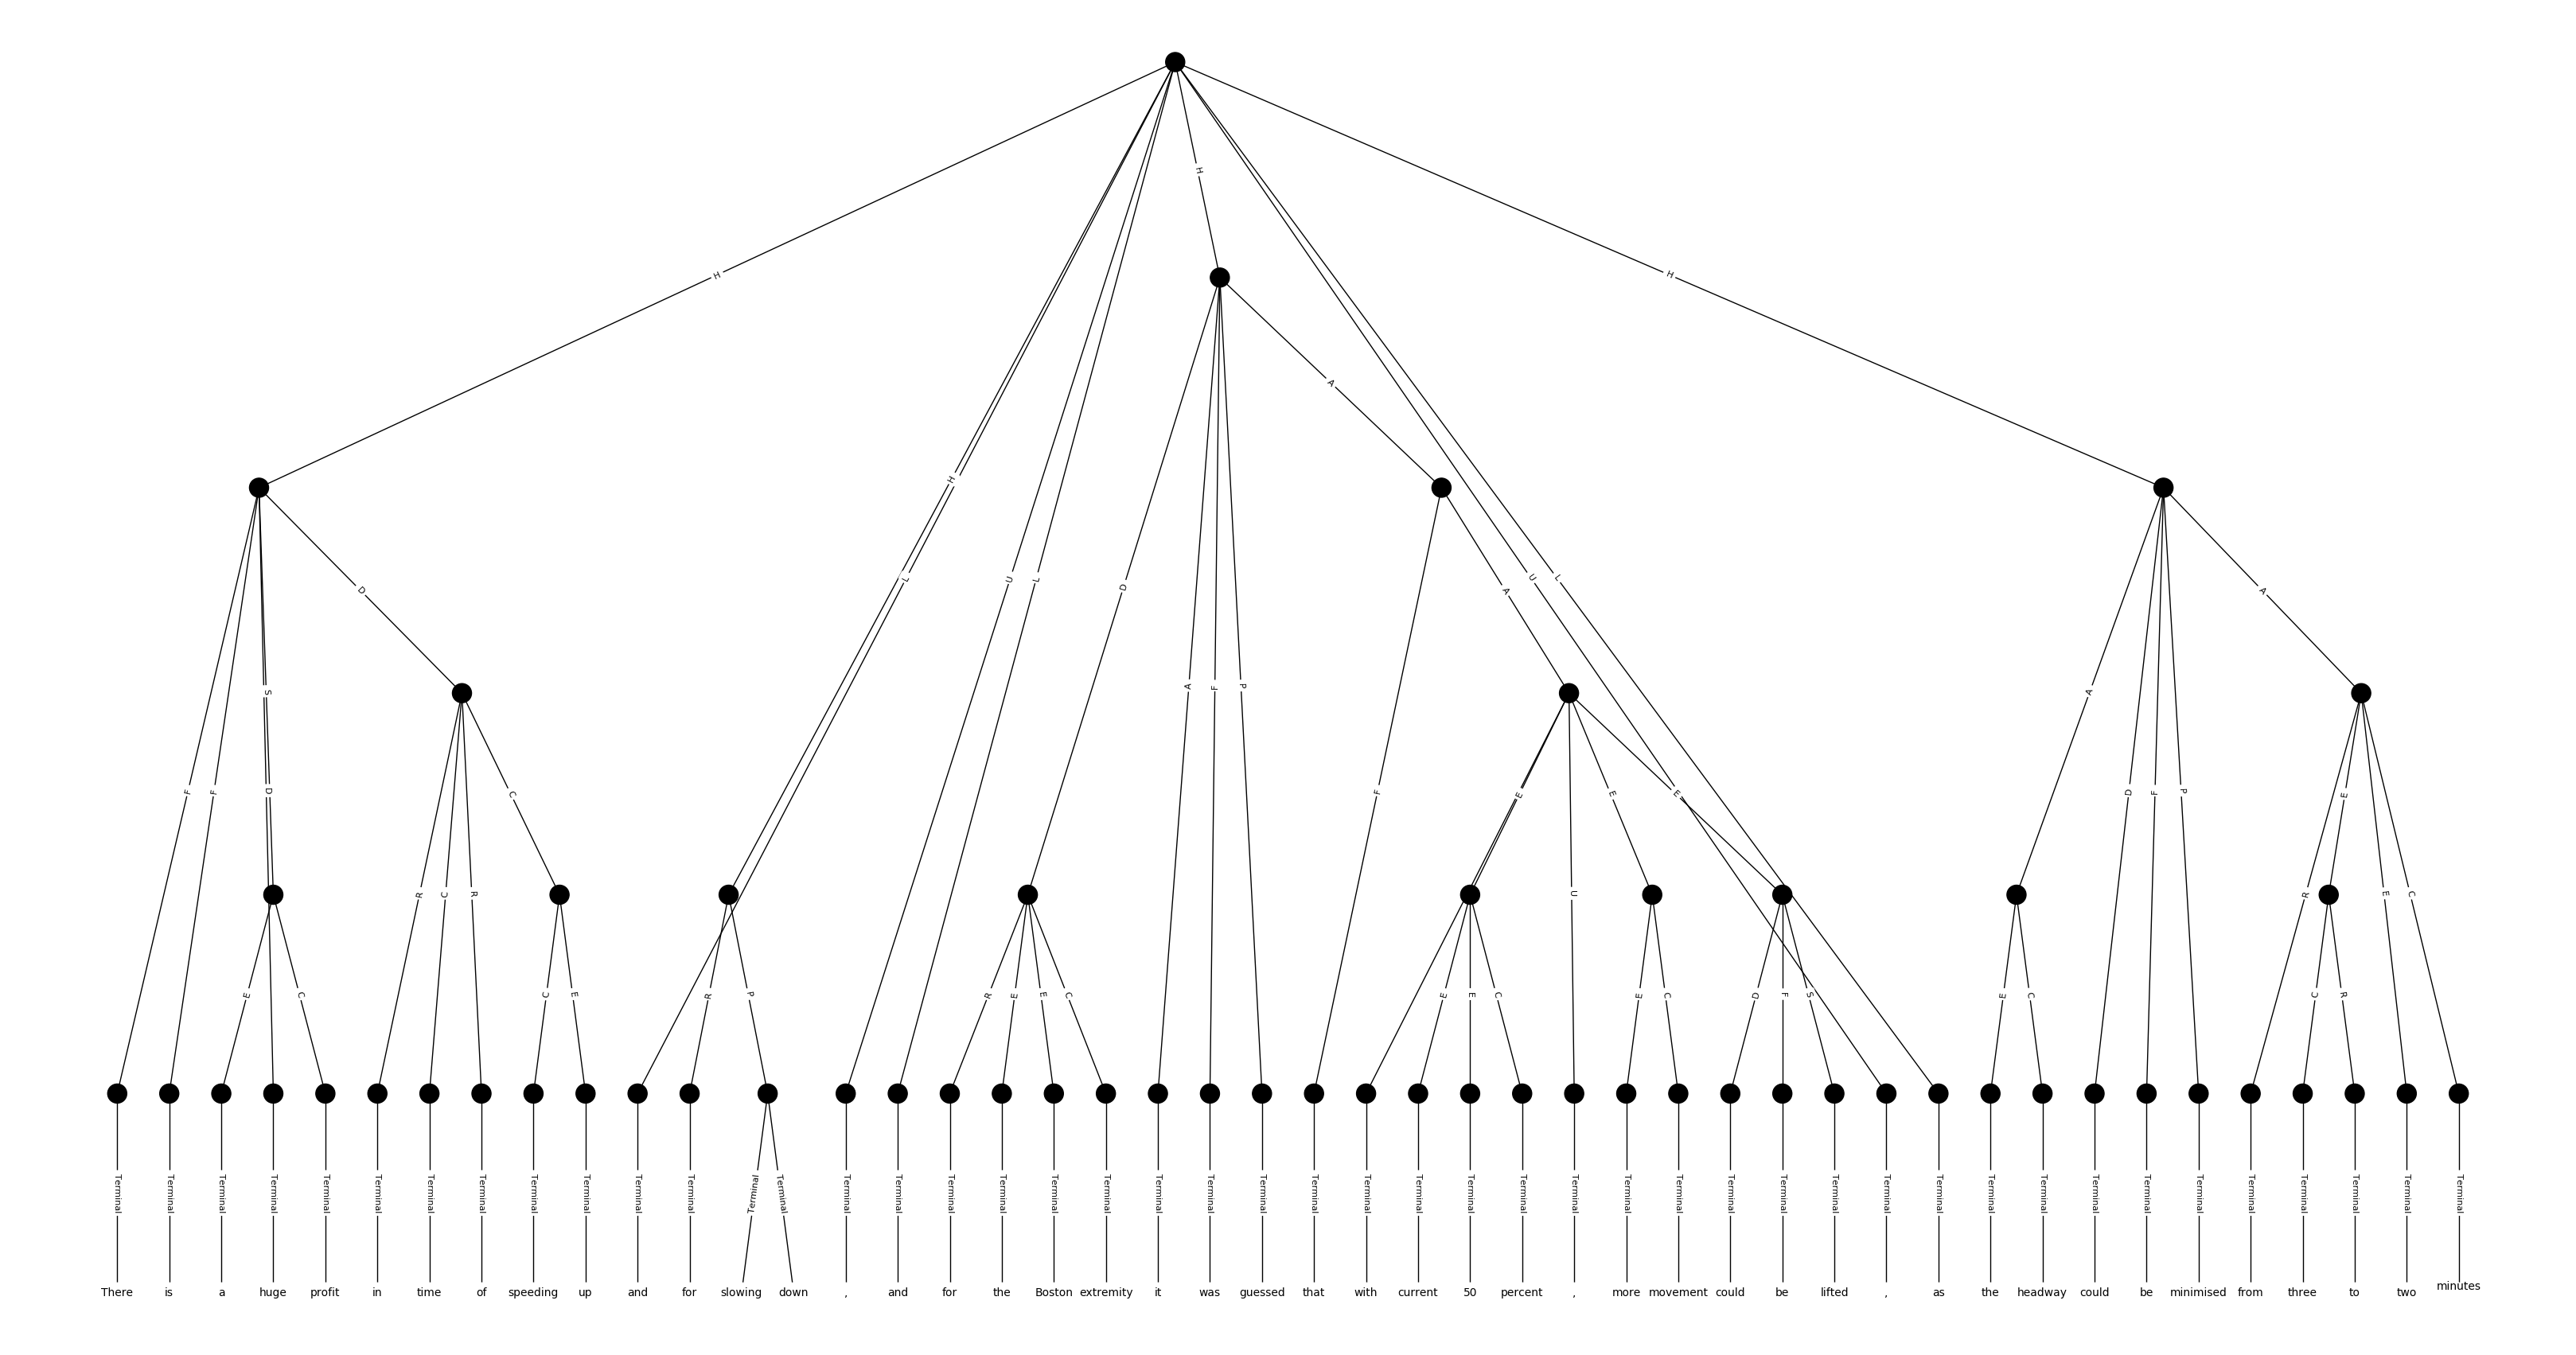 H
H
H
A
H
D
L U L D U L
A
A
A F P
S
F F D R C R C F E E E D F P E
U
R E C
E C C E R P R E E C E E C E C D F S E C C R
Terminal Terminal Terminal Terminal Terminal Terminal Terminal Terminal Terminal Terminal Terminal Terminal Terminal Terminal Terminal Terminal Terminal Terminal Terminal Terminal Terminal Terminal Terminal Terminal Terminal Terminal Terminal Terminal Terminal Terminal Terminal Terminal Terminal Terminal Terminal Terminal Terminal Terminal Terminal Terminal Terminal Terminal Terminal Terminal Terminal Terminal
There is a huge profit in time of speeding up and for slowing down , and for the Boston extremity it was guessed that with current 50 percent , more movement could be lifted , as the headway could be minimised from three to two minutes